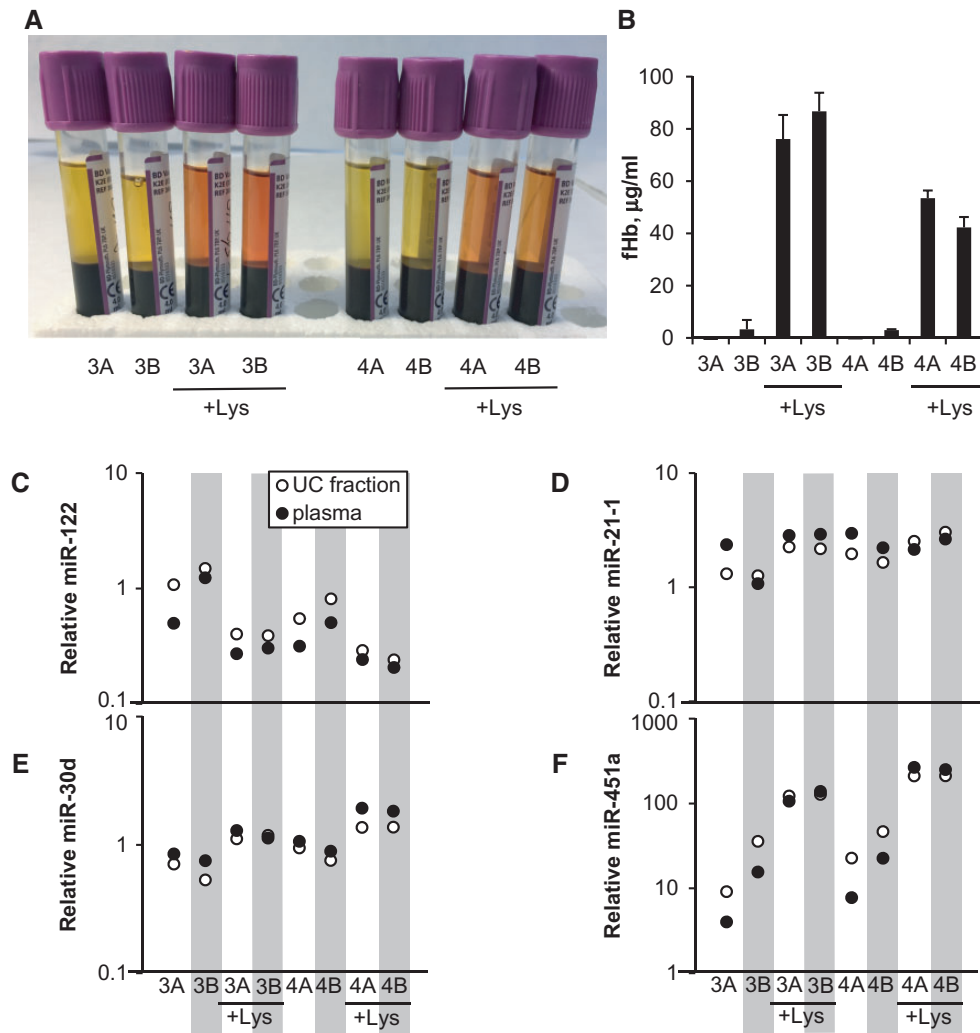 A
BD Va
K2E
REF
3A 3B 3A 3B 4A 4B 4A 4B
+Lys +Lys
B
fHb, μg/ml
100
80
60
40
20
0
3A 3B 3A 3B 4A 4B 4A 4B
+Lys +Lys
C
Relative miR-122
10
1
0.1
UC fraction
plasma
D
Relative miR-21-1
10
1
0.1
E
Relative miR-30d
10
1
0.1
3A 3B 3A 3B 4A 4B 4A 4B
+Lys +Lys
F
Relative miR-451a
1000
100
10
1
3A 3B 3A 3B 4A 4B 4A 4B
+Lys +Lys